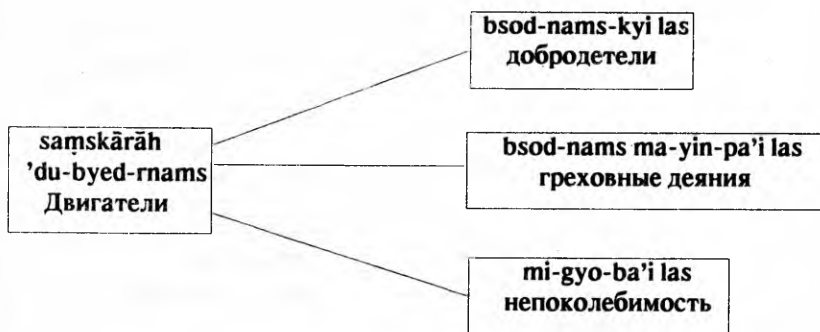 saṃskārāh
'du-byed-rnams
Двигатели
bsod-nams-kyi las
добродетели
bsod-nams ma-yin-pa'i las
греховные деяния
mi-gyo-ba'i las
непоколебимость